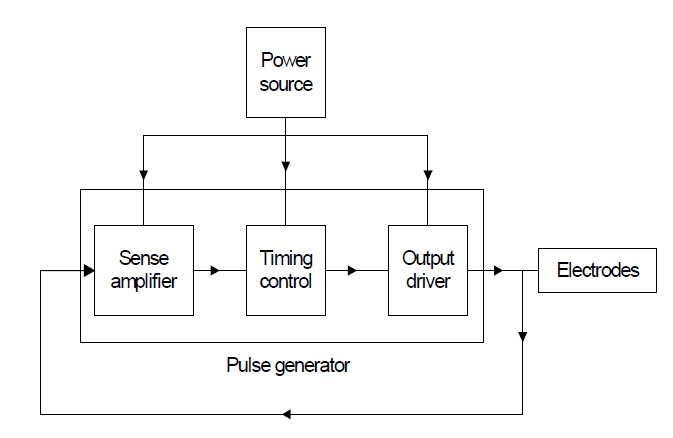 Power
source
Sense
amplifier
Timing
control
Output
driver
Electrodes
Pulse generator